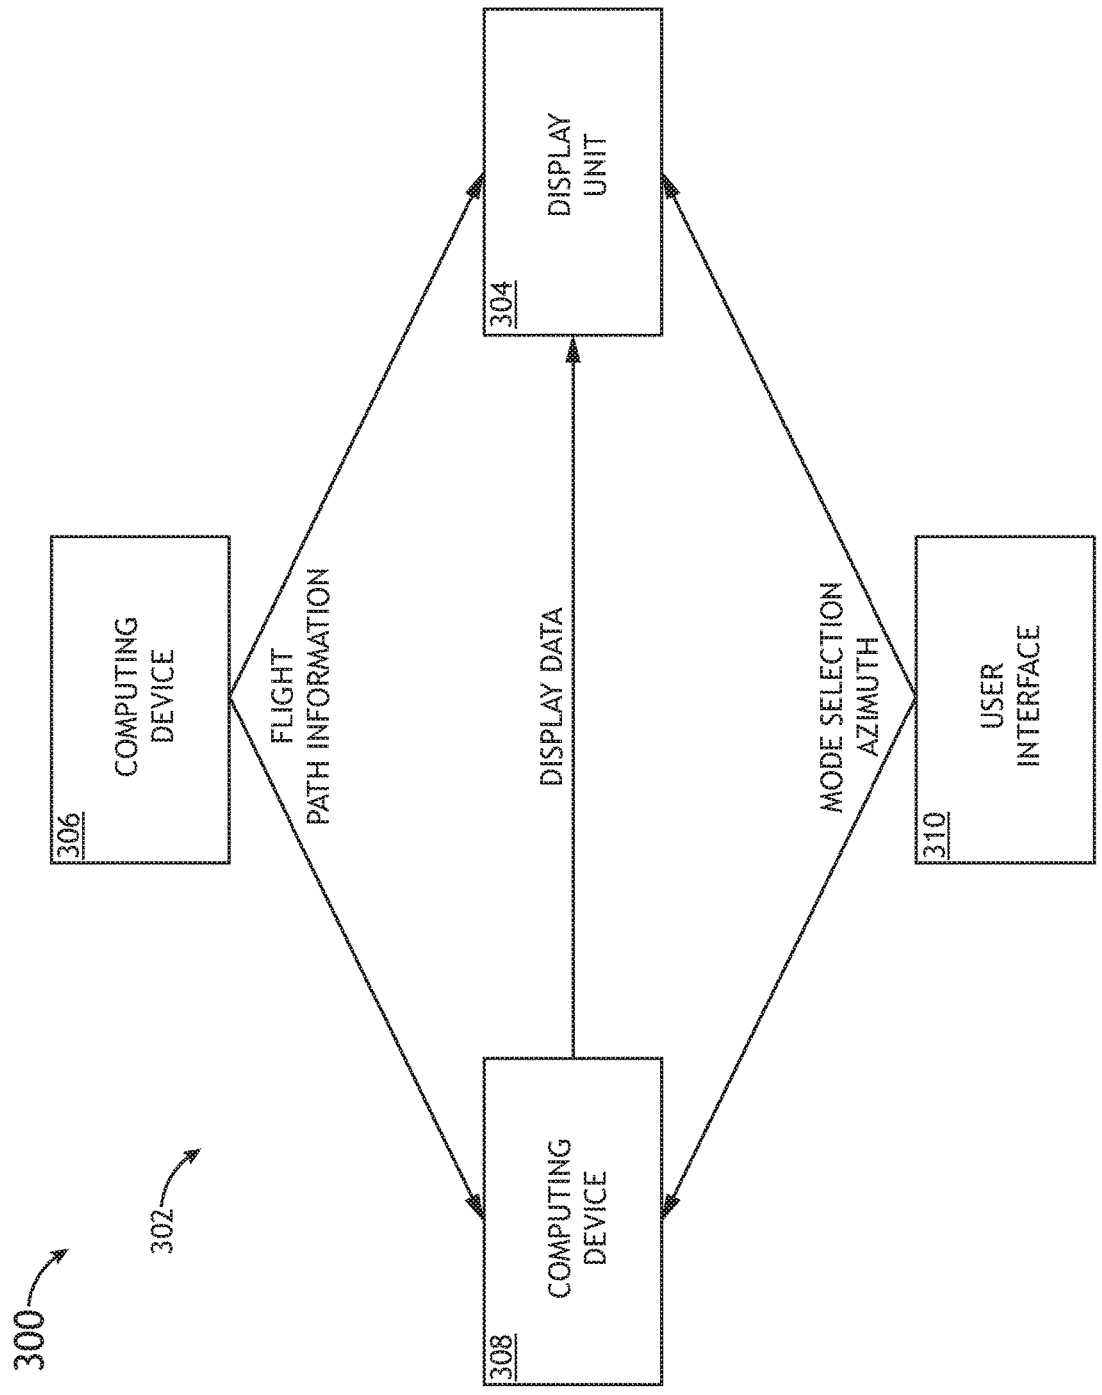 300
302
306
COMPUTING
DEVICE
FLIGHT
PATH INFORMATION
308
COMPUTING
DEVICE
DISPLAY DATA
304
DISPLAY
UNIT
MODE SELECTION
AZIMUTH
310
USER
INTERFACE